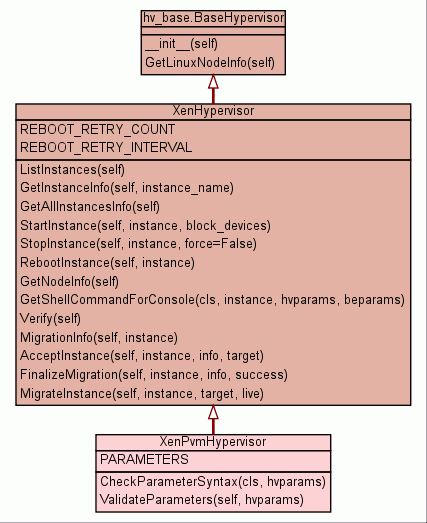 hv_base.BaseHypervisor
__init__(self)
GetLinuxNodeInfo(self)
XenHypervisor
REBOOT_RETRY_COUNT
REBOOT_RETRY_INTERVAL
ListInstances(self)
GetInstanceInfo(self, instance_name)
GetAllInstancesInfo(self)
StartInstance(self, instance, block_devices)
StopInstance(self, instance, force=False)
RebootInstance(self, instance)
GetNodeInfo(self)
GetShellCommandForConsole(cls, instance, hvparams, beparams)
Verify(self)
MigrationInfo(self, instance)
AcceptInstance(self, instance, info, target)
FinalizeMigration(self, instance, info, success)
MigrateInstance(self, instance, target, live)
XenPvmHypervisor
PARAMETERS
CheckParameterSyntax(cls, hvparams)
ValidateParameters(self, hvparams)